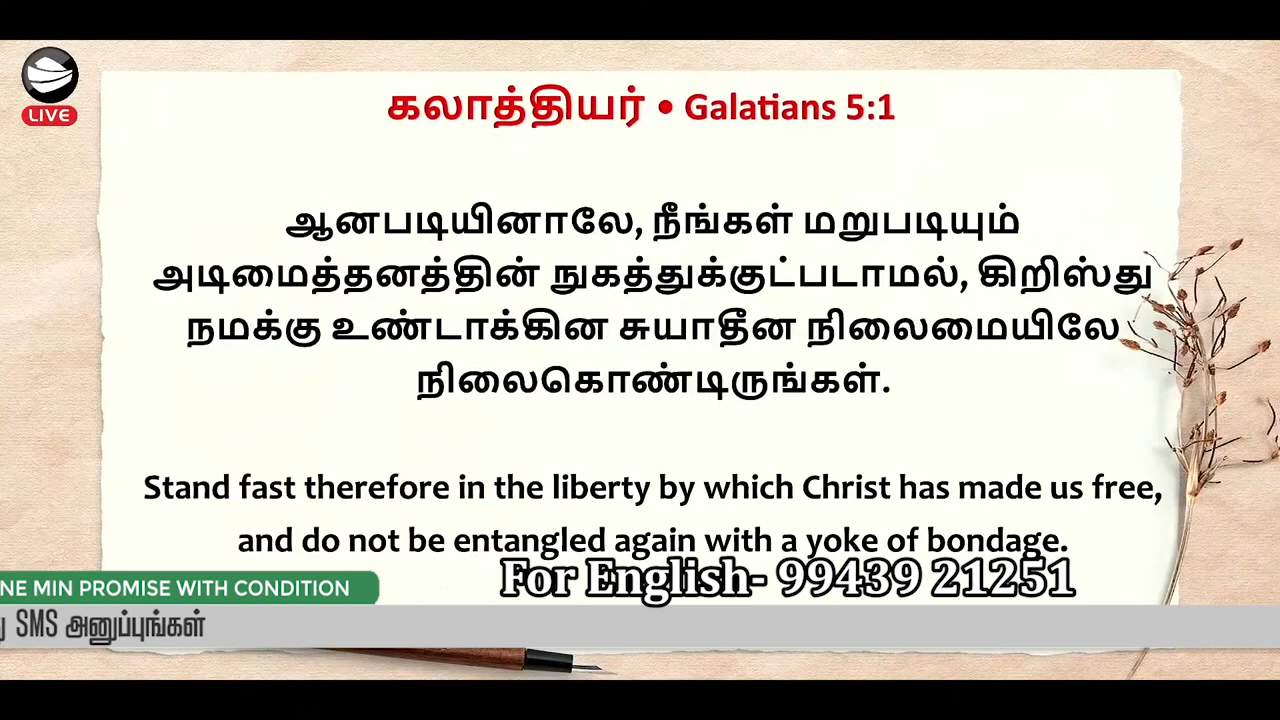 LIVE
கலாத்தியர் • Galatians 5:1
ஆனபடியினாலே, நீங்கள் மறுபடியும்
அடிமைத்தனத்தின் நுகத்துக்குட்படாமல், கிறிஸ்து
நமக்கு உண்டாக்கின சுயாதீன நிலைமையிலே
நிலைகொண்டிருங்கள்.
Stand fast therefore in the liberty by which Christ has made us free,
and do not be entangled again with a yoke of bondage.
For English- 99439 21251
NE MIN PROMISE WITH CONDITION
SMS அனுப்புங்கள்